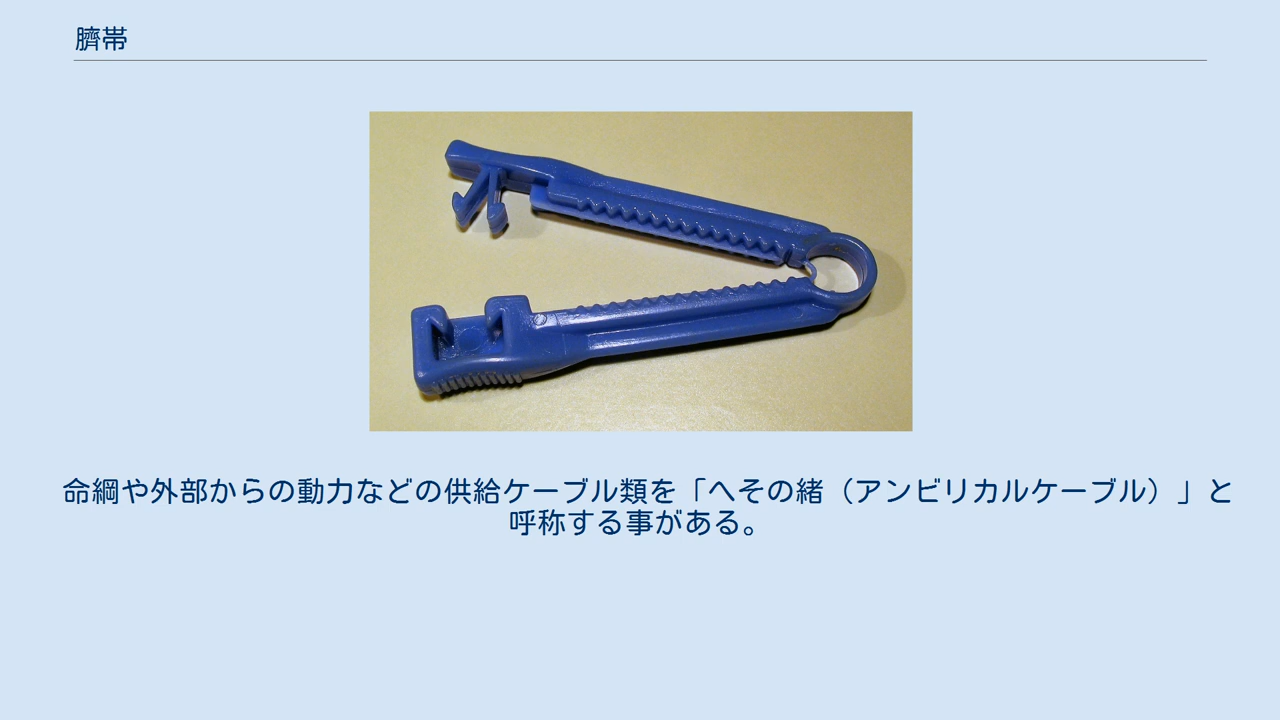 臍帯
命綱や外部からの動力などの供給ケーブル類を「へその緒（アンビリカルケーブル）」と
呼称する事がある。